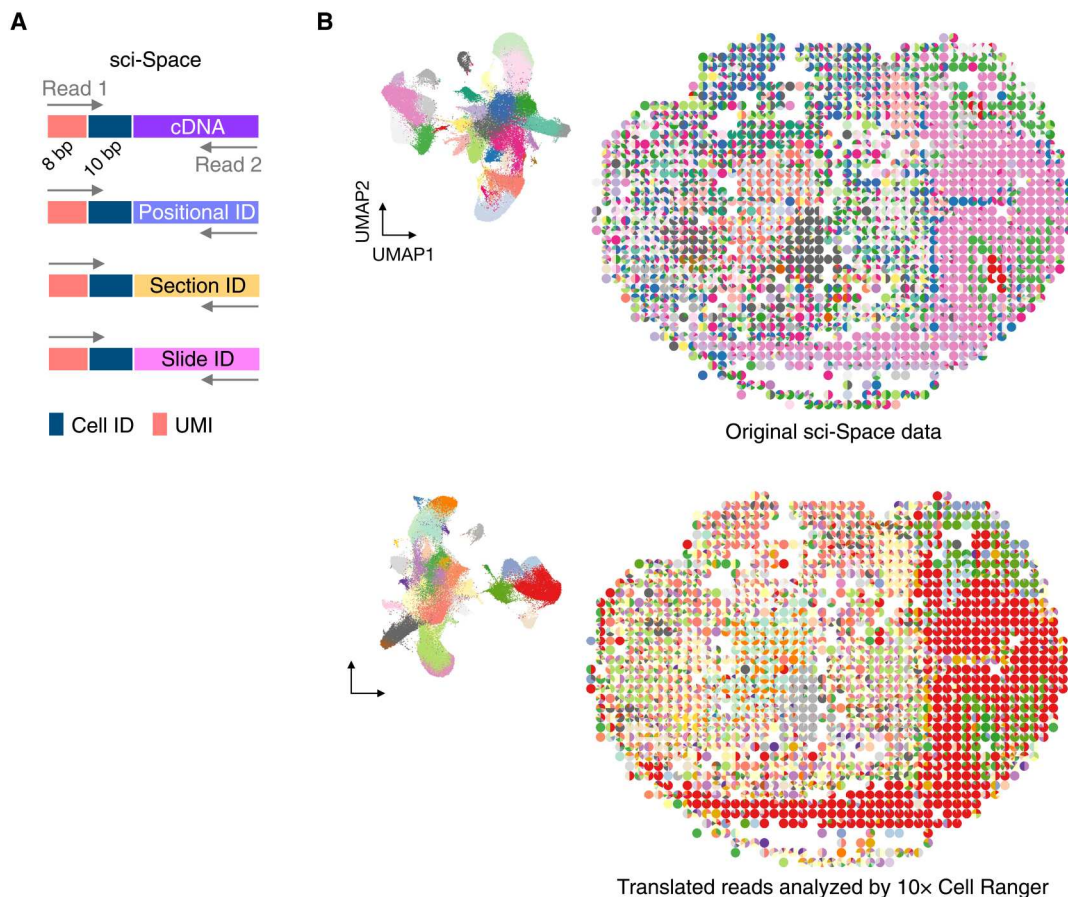 A
sci-Space
Read 1
cDNA
8 bp
10 bp
Read 2
Positional ID
Section ID
Slide ID
Cell ID
UMI
B
UMAP2
UMAP1
Original sci-Space data
Translated reads analyzed by 10× Cell Ranger